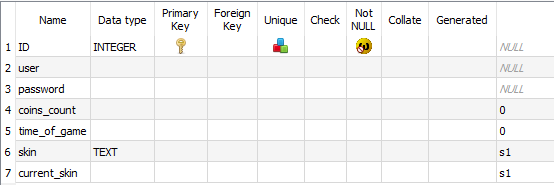 Name Data type Primary Key Foreign Key Unique Check Not NULL Collate Generated
1 ID INTEGER NULL
2 user NULL
3 password NULL
4 coins_count 0
5 time_of_game 0
6 skin TEXT s1
7 current_skin s1